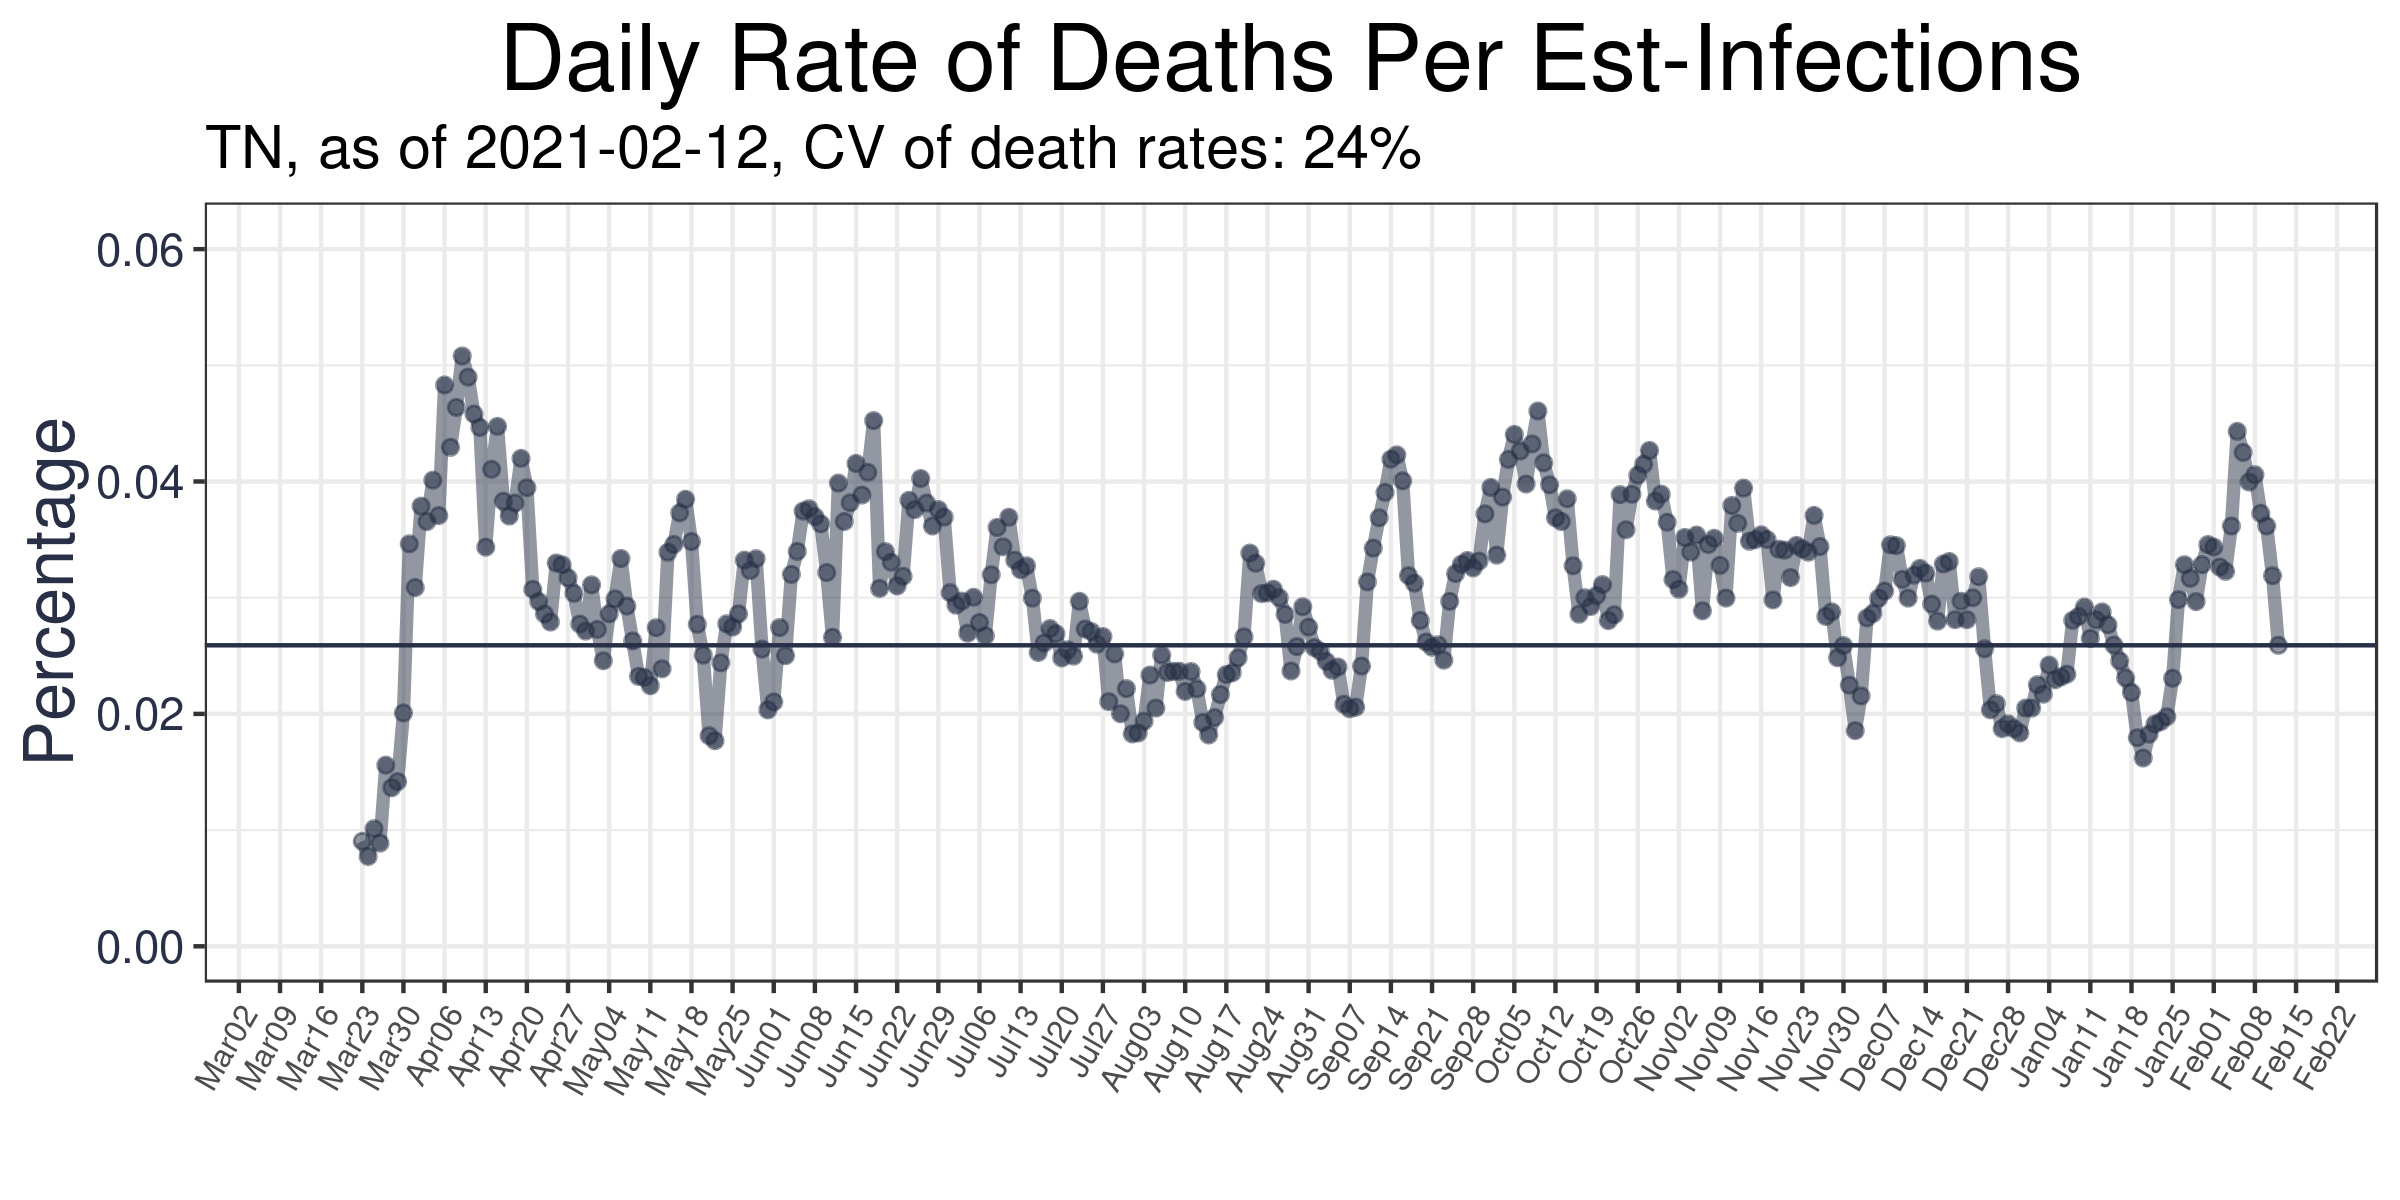 Daily Rate of Deaths Per Est-Infections
TN, as of 2021-02-12, CV of death rates: 24%
Percentage
0.06
0.04
0.02
0.00
Mar02
Mar09
Mar16
Mar23
Mar30
Apr06
Apr13
Apr20
Apr27
May04
May11
May18
May25
Jun01
Jun08
Jun15
Jun22
Jun29
Jul06
Jul13
Jul20
Jul27
Aug03
Aug10
Aug17
Aug24
Aug31
Sep07
Sep14
Sep21
Sep28
Oct05
Oct12
Oct19
Oct26
Nov02
Nov09
Nov16
Nov23
Nov30
Dec07
Dec14
Dec21
Dec28
Jan04
Jan11
Jan18
Jan25
Feb01
Feb08
Feb15
Feb22